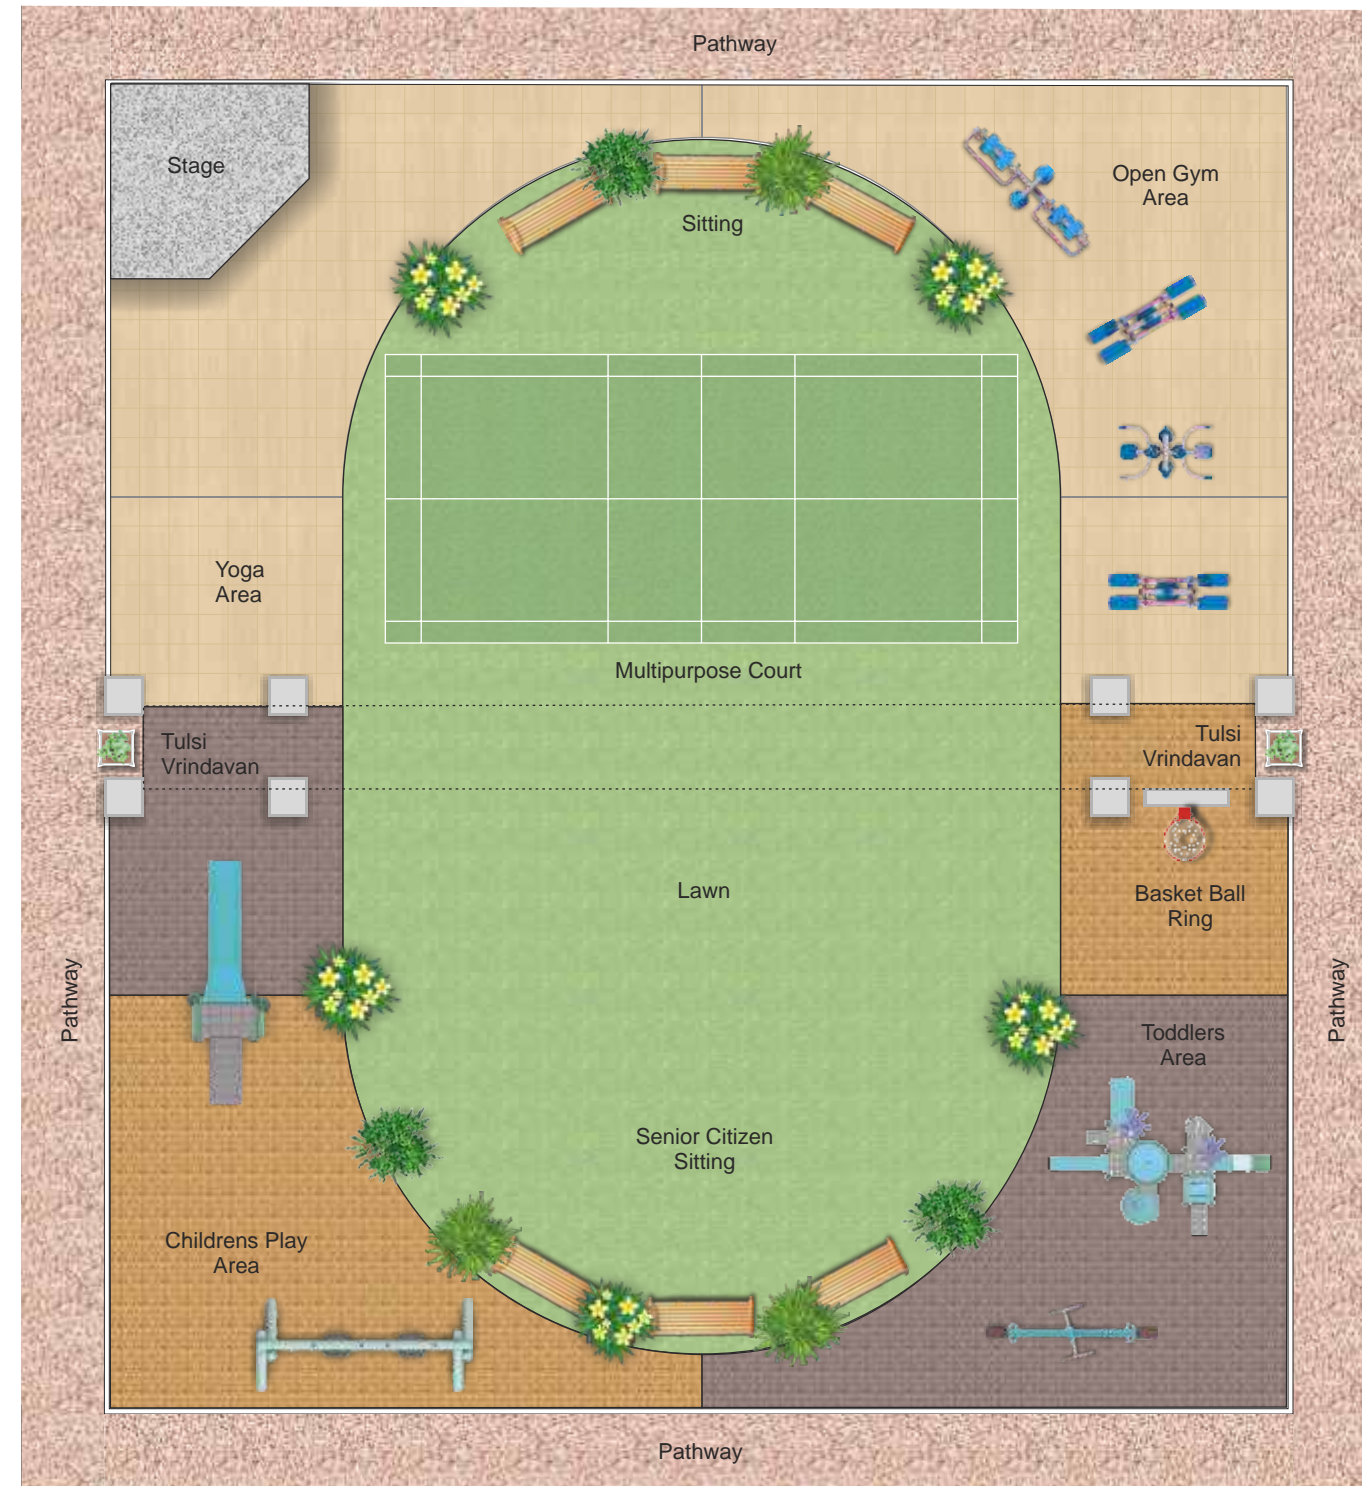 Pathway
Stage
Open Gym
Area
Sitting
Yoga
Area
Multipurpose Court
Tulsi
Vrindavan
Tulsi
Vrindavan
Lawn
Basket Ball
Ring
Pathway
Pathway
Toddlers
Area
Senior Citizen
Sitting
Childrens Play
Area
Pathway